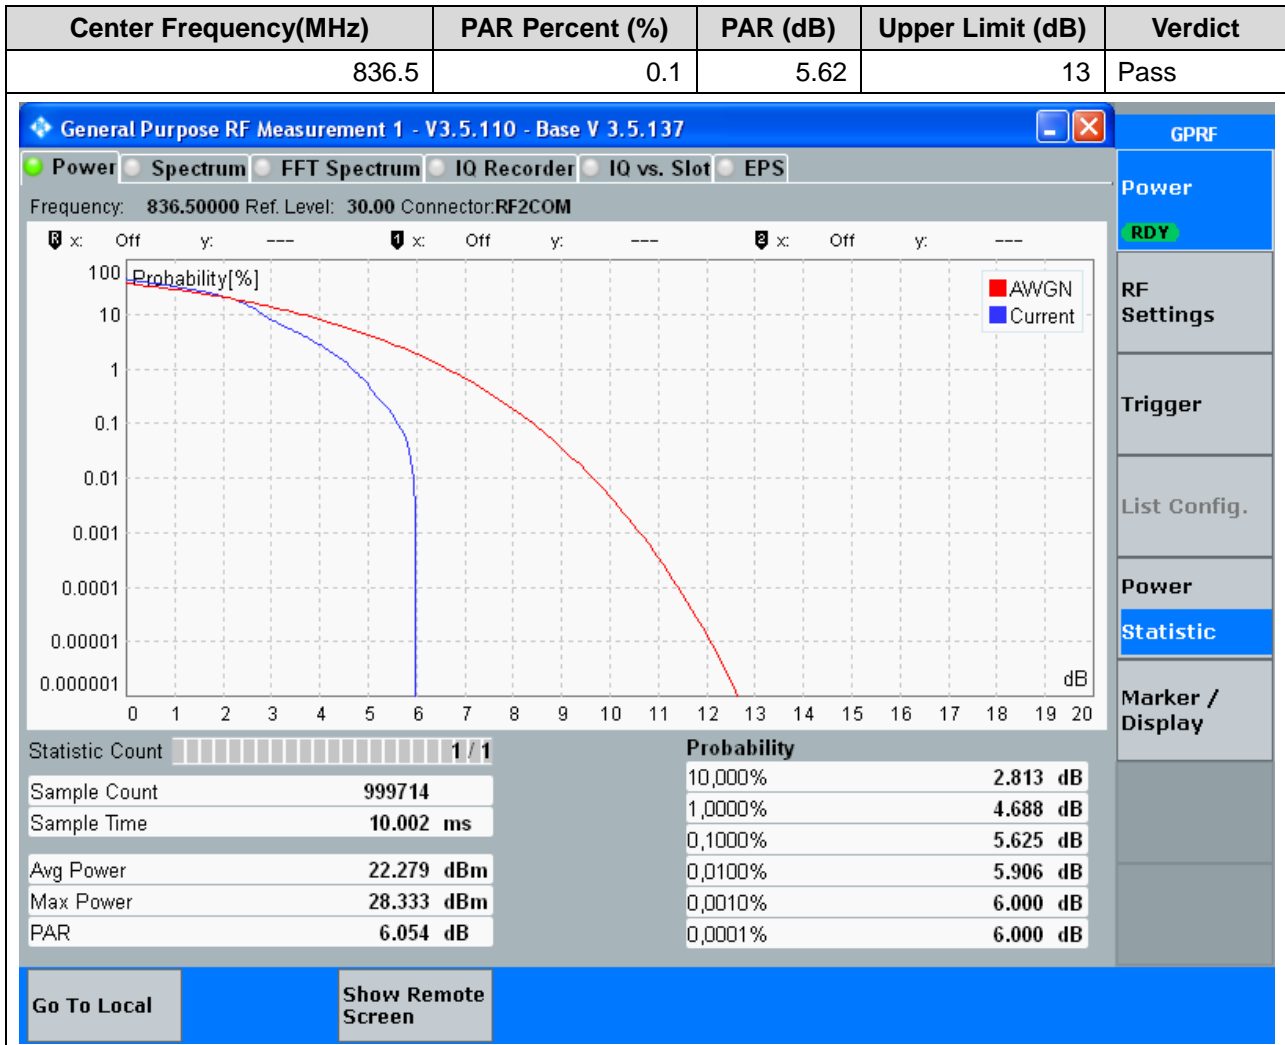 Center Frequency(MHz) PAR Percent (%) PAR (dB) Upper Limit (dB) Verdict
836.5 0.1 5.62 13 Pass
General Purpose RF Measurement 1 - V3.5.110 - Base V 3.5.137
GPRF
Power Spectrum FFT Spectrum IQ Recorder IQ vs. Slot EPS
Frequency: 836.50000 Ref. Level: 30.00 Connector:RF2COM
R x: Off y: --- 1 x: Off y: --- 2 x: Off y: ---
Probability[%]
100
10
1
0.1
0.01
0.001
0.0001
0.00001
0.000001
AWGN
Current
dB
0 1 2 3 4 5 6 7 8 9 10 11 12 13 14 15 16 17 18 19 20
Statistic Count 1 / 1
Sample Count 999714
Sample Time 10.002 ms
Avg Power 22.279 dBm
Max Power 28.333 dBm
PAR 6.054 dB
Probability
10,000% 2.813 dB
1,0000% 4.688 dB
0,1000% 5.625 dB
0,0100% 5.906 dB
0,0010% 6.000 dB
0,0001% 6.000 dB
Power
RDY
RF
Settings
Trigger
List Config.
Power
Statistic
Marker /
Display
Go To Local
Show Remote
Screen